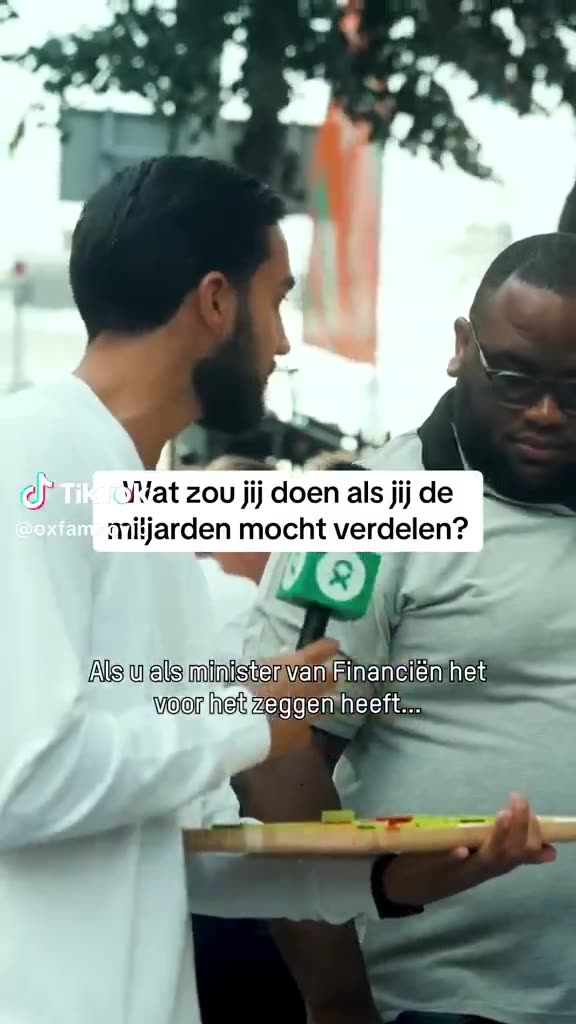 Wat zou jij doen als jij de
miljarden mocht verdelen?
TikTok
Als u als minister van Financiën het
voor het zeggen heeft...